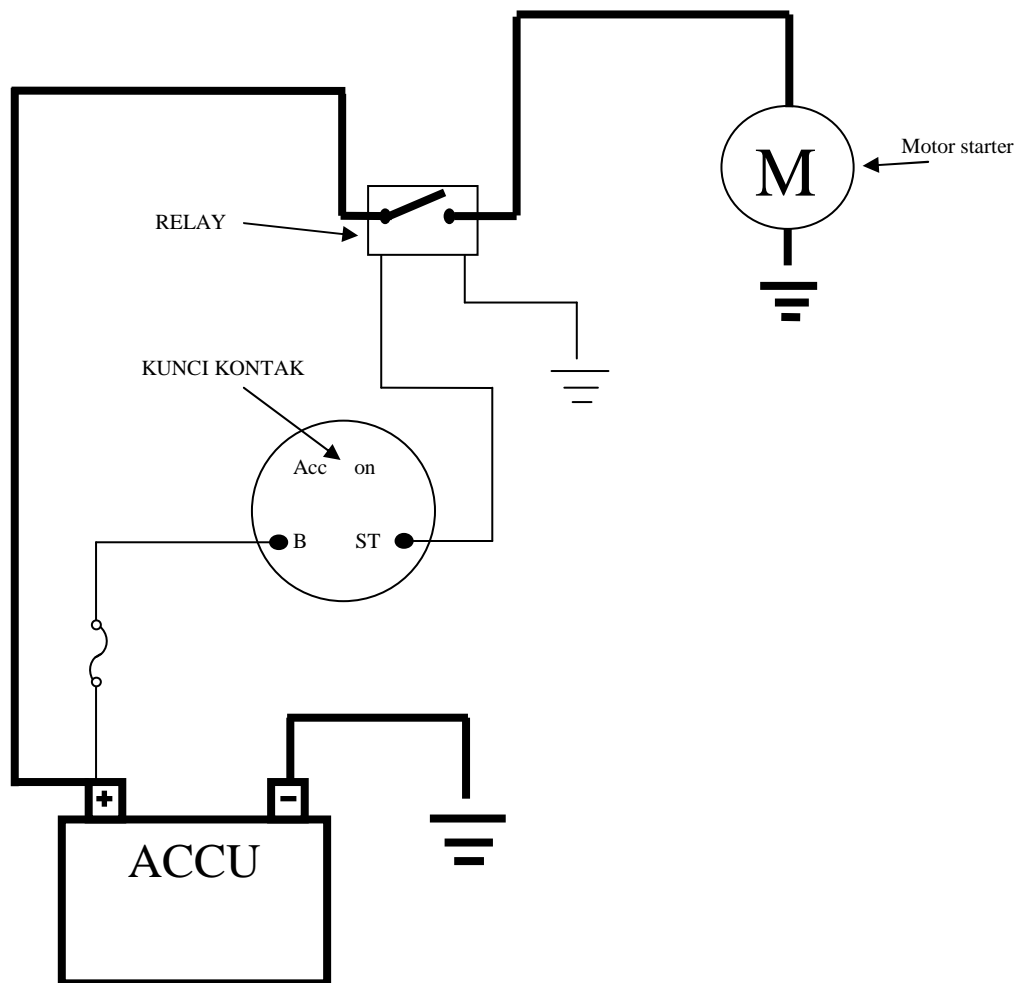 M
Motor starter
RELAY
KUNCI KONTAK
Acc on
B ST
+ -
ACCU